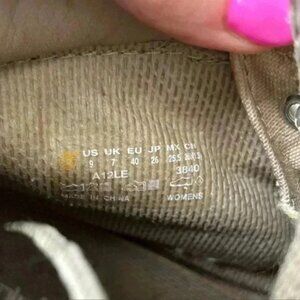 US UK EU JP MX CN
9 7 40 26 25.5
A12LE 3840
MADE IN CHINA WOMENS